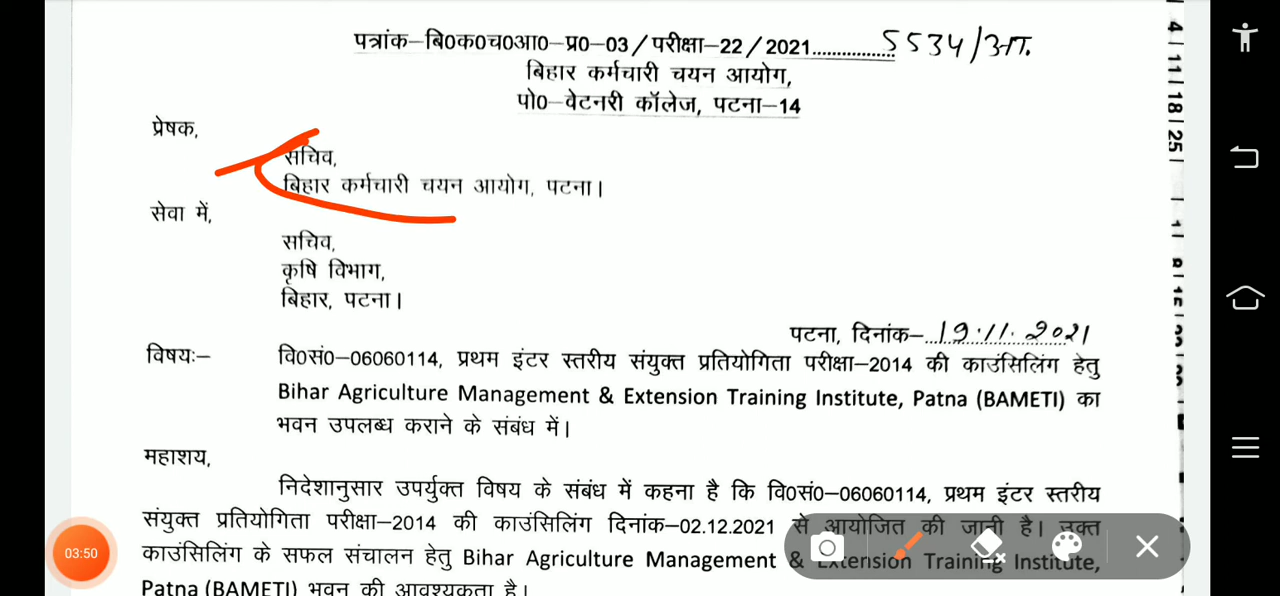 पत्रांक-बि0क0च0आ0-प्र0-03/परीक्षा-22/2021................5534/आ.
बिहार कर्मचारी चयन आयोग,
पो0-वेटनरी कॉलेज, पटना-14
प्रेषक,
सचिव,
बिहार कर्मचारी चयन आयोग, पटना।
सेवा में,
सचिव,
कृषि विभाग,
बिहार, पटना।
पटना, दिनांक-19.11.2021
विषयः-
वि0सं0-06060114, प्रथम इंटर स्तरीय संयुक्त प्रतियोगिता परीक्षा-2014 की काउंसिलिंग हेतु
Bihar Agriculture Management & Extension Training Institute, Patna (BAMETI) का
भवन उपलब्ध कराने के संबंध में।
महाशय,
निदेशानुसार उपर्युक्त विषय के संबंध में कहना है कि वि0सं0-06060114, प्रथम इंटर स्तरीय
संयुक्त प्रतियोगिता परीक्षा-2014 की काउंसिलिंग दिनांक-02.12.2021 से आयोजित की जानी है। उक्त
काउंसिलिंग के सफल संचालन हेतु Bihar Agriculture Management & Extension Training Institute,
Patna (BAMETI) भवन की आवश्यकता है।
4|11|18|25|
03:50